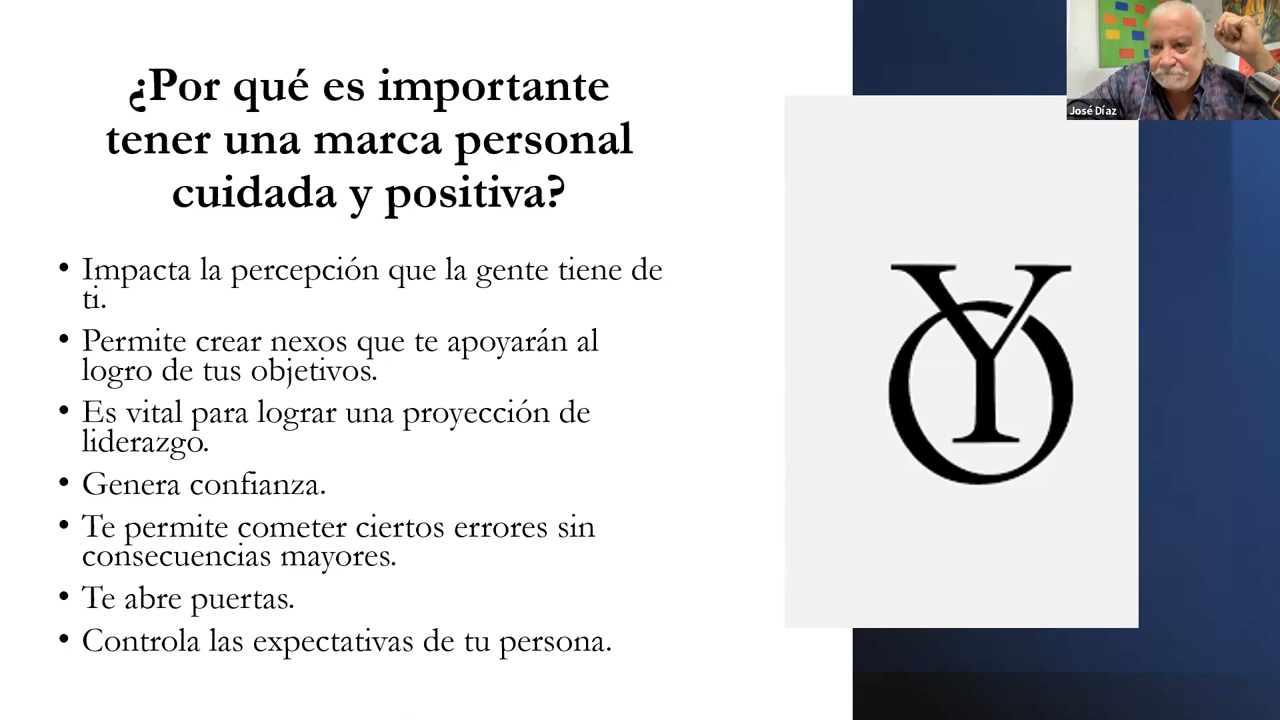 ¿Por qué es importante
tener una marca personal
cuidada y positiva?
• Impacta la percepción que la gente tiene de
ti.
• Permite crear nexos que te apoyarán al
logro de tus objetivos.
• Es vital para lograr una proyección de
liderazgo.
• Genera confianza.
• Te permite cometer ciertos errores sin
consecuencias mayores.
• Te abre puertas.
• Controla las expectativas de tu persona.
YO
José Díaz